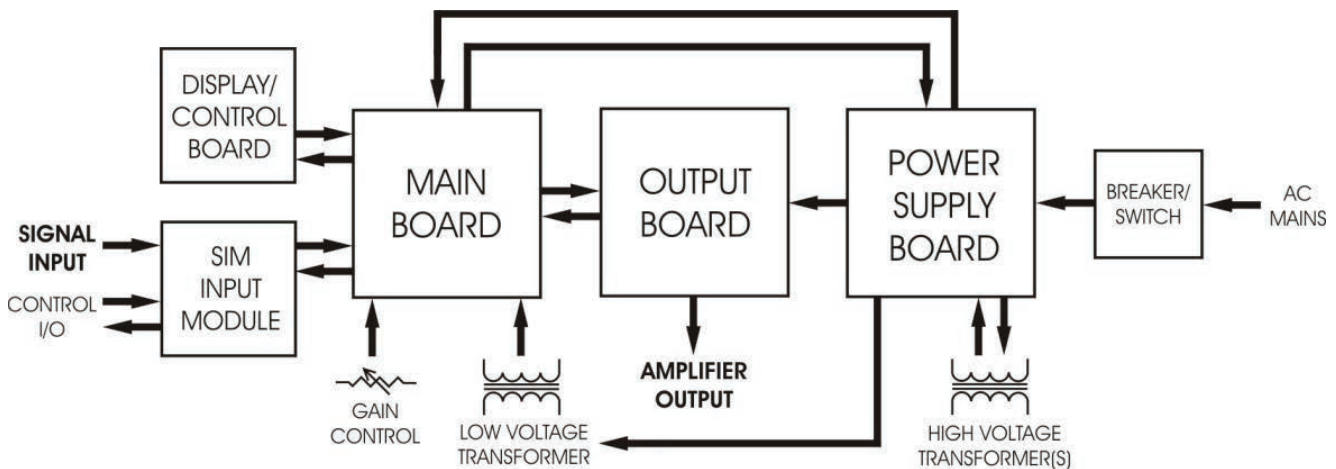 DISPLAY/
CONTROL
BOARD
SIGNAL
INPUT
CONTROL
I/O
SIM
INPUT
MODULE
MAIN
BOARD
OUTPUT
BOARD
POWER
SUPPLY
BOARD
BREAKER/
SWITCH
AC
MAINS
GAIN
CONTROL
LOW VOLTAGE
TRANSFORMER
AMPLIFIER
OUTPUT
HIGH VOLTAGE
TRANSFORMER(S)